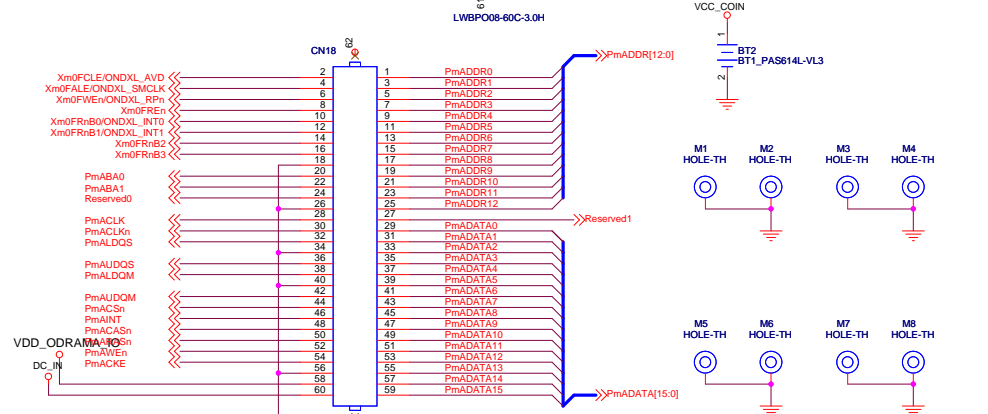 61
LWBPO08-60C-3.0H
VCC_COIN
CN18
62
PmADDR[12:0]
1
BT2
BT1_PAS614L-VL3
2
Xm0FCLE/ONDXL_AVD 2 1 PmADDR0
Xm0FALE/ONDXL_SMCLK 4 3 PmADDR1
Xm0FWEn/ONDXL_RPn 6 5 PmADDR2
Xm0FREn 8 7 PmADDR3
Xm0FRnB0/ONDXL_INT0 10 9 PmADDR4
Xm0FRnB1/ONDXL_INT1 12 11 PmADDR5
Xm0FRnB2 14 13 PmADDR6
Xm0FRnB3 16 15 PmADDR7
18 17 PmADDR8
PmABA0 20 19 PmADDR9
PmABA1 22 21 PmADDR10
Reserved0 24 23 PmADDR11
26 25 PmADDR12
PmACLK 28 27 Reserved1
PmACLKn 30 29 PmADATA0
PmALDQS 32 31 PmADATA1
34 33 PmADATA2
PmAUDQS 36 35 PmADATA3
PmALDQM 38 37 PmADATA4
40 39 PmADATA5
PmAUDQM 42 41 PmADATA6
PmACSn 44 43 PmADATA7
PmAINT 46 45 PmADATA8
PmACASn 48 47 PmADATA9
50 49 PmADATA10
PmAWEn 52 51 PmADATA11
PmACKE 54 53 PmADATA12
56 55 PmADATA13
58 57 PmADATA14
60 59 PmADATA15
VDD_ODRAMA_IO
DC_IN
PmADATA[15:0]
M1 M2 M3 M4
HOLE-TH HOLE-TH HOLE-TH HOLE-TH
M5 M6 M7 M8
HOLE-TH HOLE-TH HOLE-TH HOLE-TH